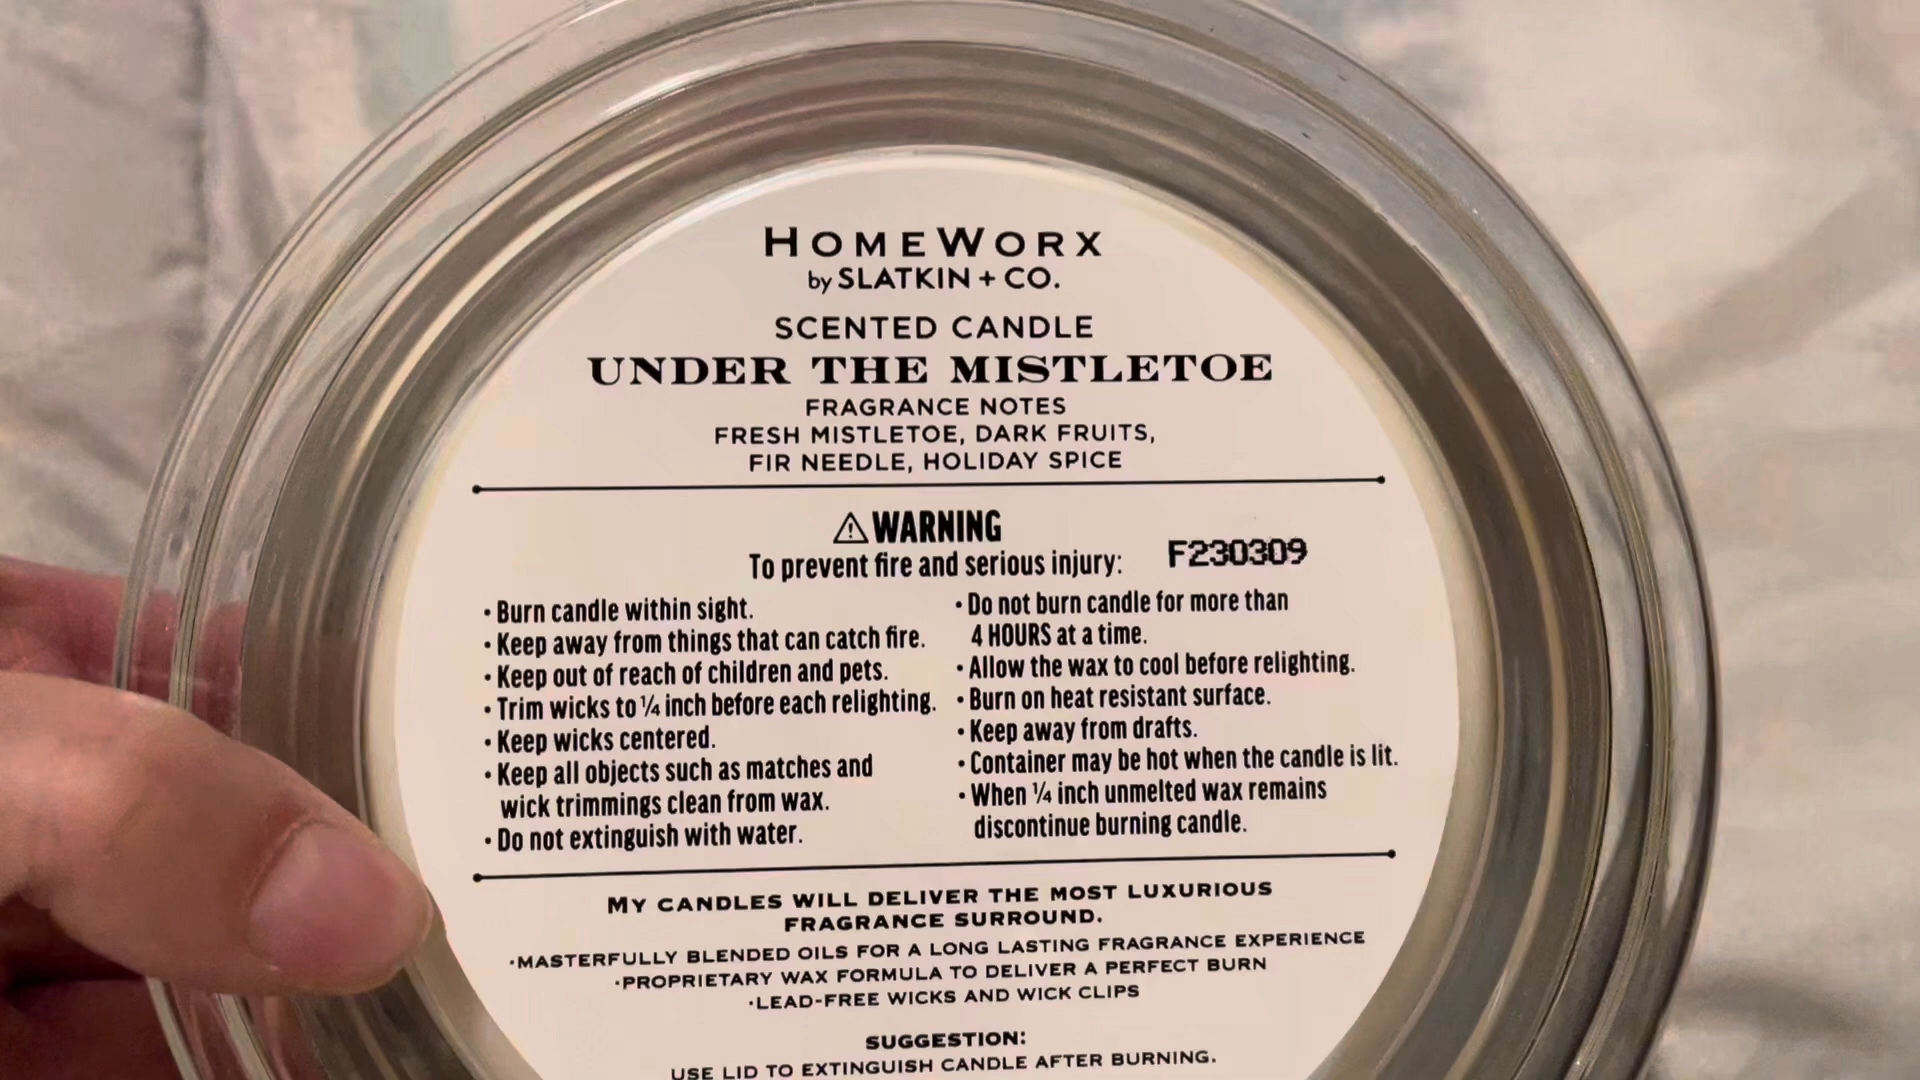 HOMEWORX
by SLATKIN + CO.
SCENTED CANDLE
UNDER THE MISTLETOE
FRAGRANCE NOTES
FRESH MISTLETOE, DARK FRUITS,
FIR NEEDLE, HOLIDAY SPICE
⚠ WARNING
To prevent fire and serious injury:
F230309
• Burn candle within sight.
• Keep away from things that can catch fire.
• Keep out of reach of children and pets.
• Trim wicks to ¼ inch before each relighting.
• Keep wicks centered.
• Keep all objects such as matches and
wick trimmings clean from wax.
• Do not extinguish with water.
• Do not burn candle for more than
4 HOURS at a time.
• Allow the wax to cool before relighting.
• Burn on heat resistant surface.
• Keep away from drafts.
• Container may be hot when the candle is lit.
• When ¼ inch unmelted wax remains
discontinue burning candle.
MY CANDLES WILL DELIVER THE MOST LUXURIOUS
FRAGRANCE SURROUND.
·MASTERFULLY BLENDED OILS FOR A LONG LASTING FRAGRANCE EXPERIENCE
·PROPRIETARY WAX FORMULA TO DELIVER A PERFECT BURN
·LEAD-FREE WICKS AND WICK CLIPS
SUGGESTION:
USE LID TO EXTINGUISH CANDLE AFTER BURNING.